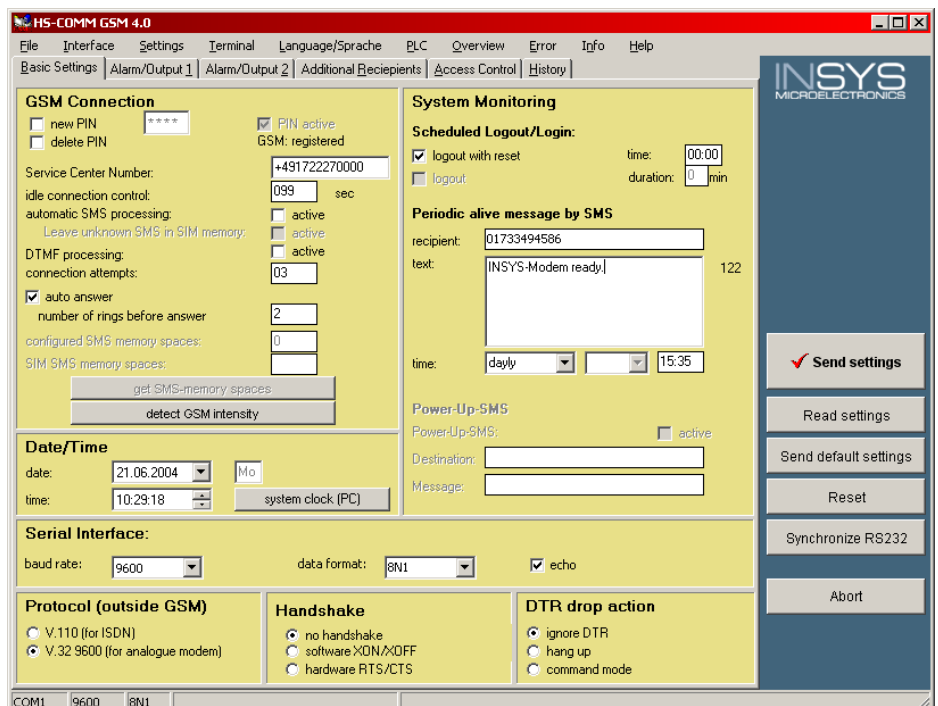 HS-COMM GSM 4.0
File Interface Settings Terminal Language/Sprache PLC Overview Error Info Help
Basic Settings Alarm/Output 1 Alarm/Output 2 Additional Reciepients Access Control History
INSYS
MICROELECTRONICS
GSM Connection
new PIN **** PIN active
delete PIN GSM: registered
Service Center Number: +491722270000
idle connection control: 099 sec
automatic SMS processing: active
Leave unknown SMS in SIM memory: active
DTMF processing: active
connection attempts: 03
auto answer
number of rings before answer 2
configured SMS memory spaces: 0
SIM SMS memory spaces:
get SMS-memory spaces
detect GSM intensity
Date/Time
date: 21.06.2004 Mo
time: 10:29:18 system clock (PC)
System Monitoring
Scheduled Logout/Login:
logout with reset time: 00:00
logout duration: 0 min
Periodic alive message by SMS
recipient: 01733494586
text: INSYS-Modem ready. 122
time: dayly 15:35
Power-Up-SMS
Power-Up-SMS: active
Destination:
Message:
Serial Interface:
baud rate: 9600 data format: 8N1 echo
Protocol (outside GSM)
V.110 (for ISDN)
V.32 9600 (for analogue modem)
Handshake
no handshake
software XON/XOFF
hardware RTS/CTS
DTR drop action
ignore DTR
hang up
command mode
Send settings
Read settings
Send default settings
Reset
Synchronize RS232
Abort
COM1 9600 8N1